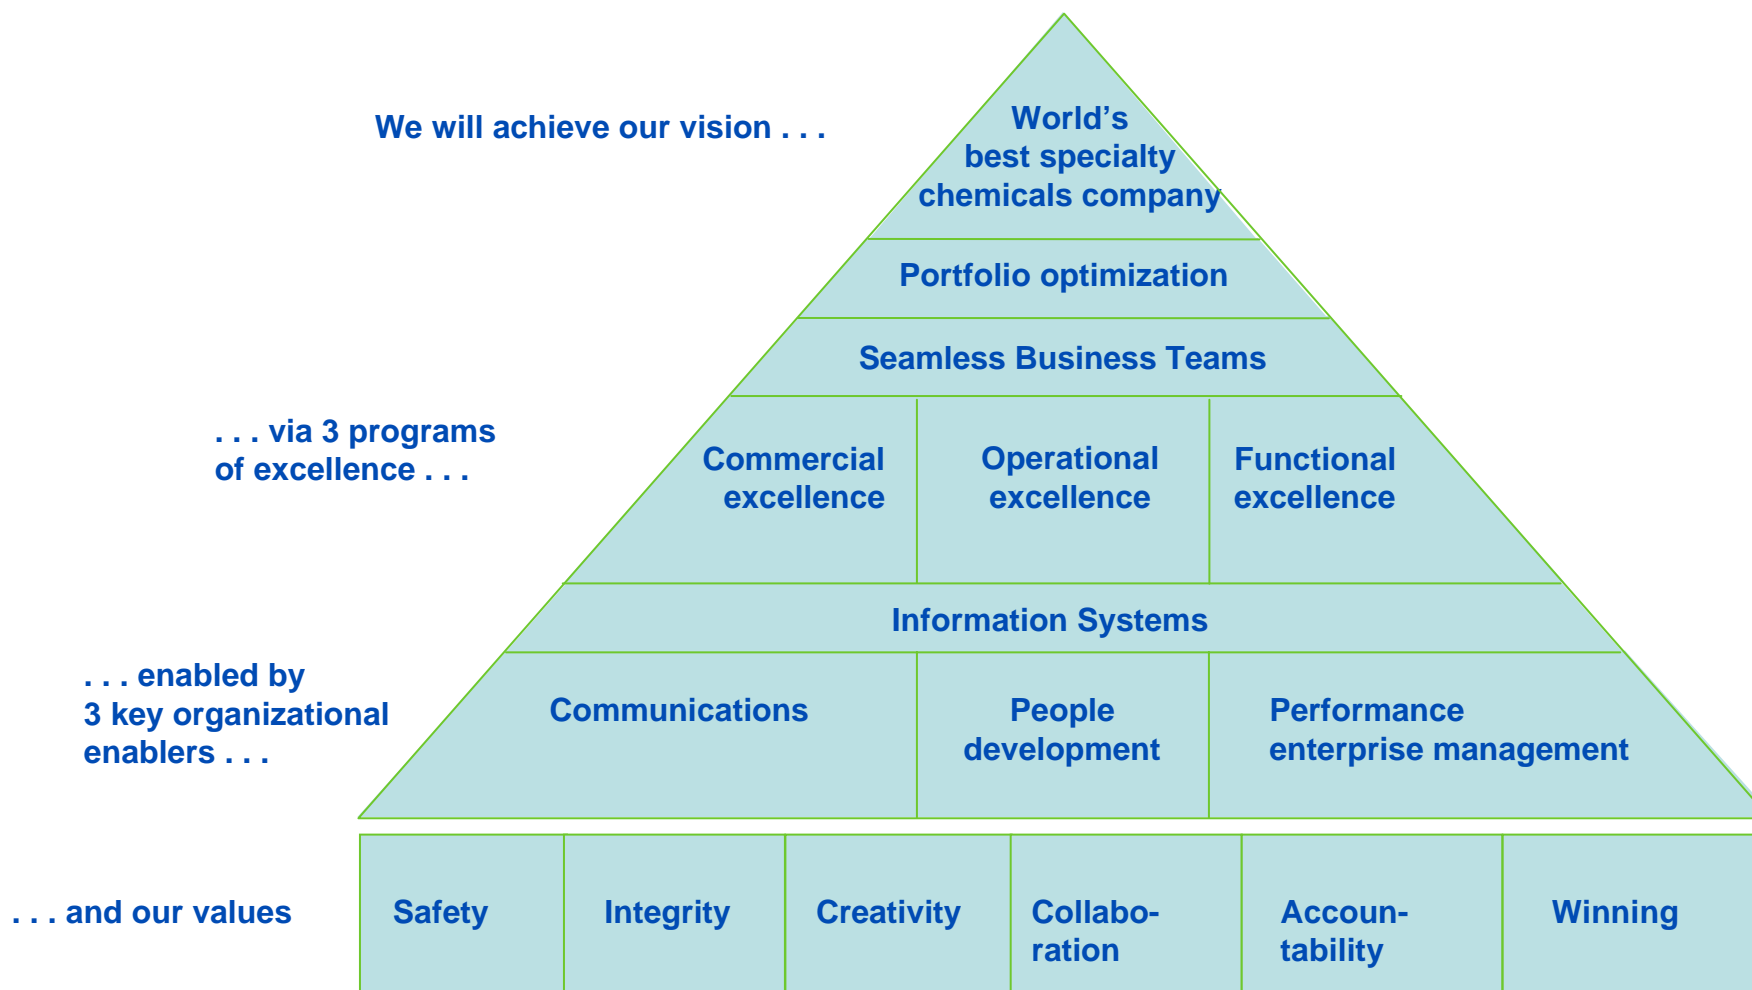 We will achieve our vision . . .
World’s
best specialty
chemicals company
Portfolio optimization
Seamless Business Teams
. . . via 3 programs
of excellence . . .
Commercial
excellence
Operational
excellence
Functional
excellence
Information Systems
. . . enabled by
3 key organizational
enablers . . .
Communications
People
development
Performance
enterprise management
. . . and our values
Safety
Integrity
Creativity
Collabo-
ration
Accoun-
tability
Winning